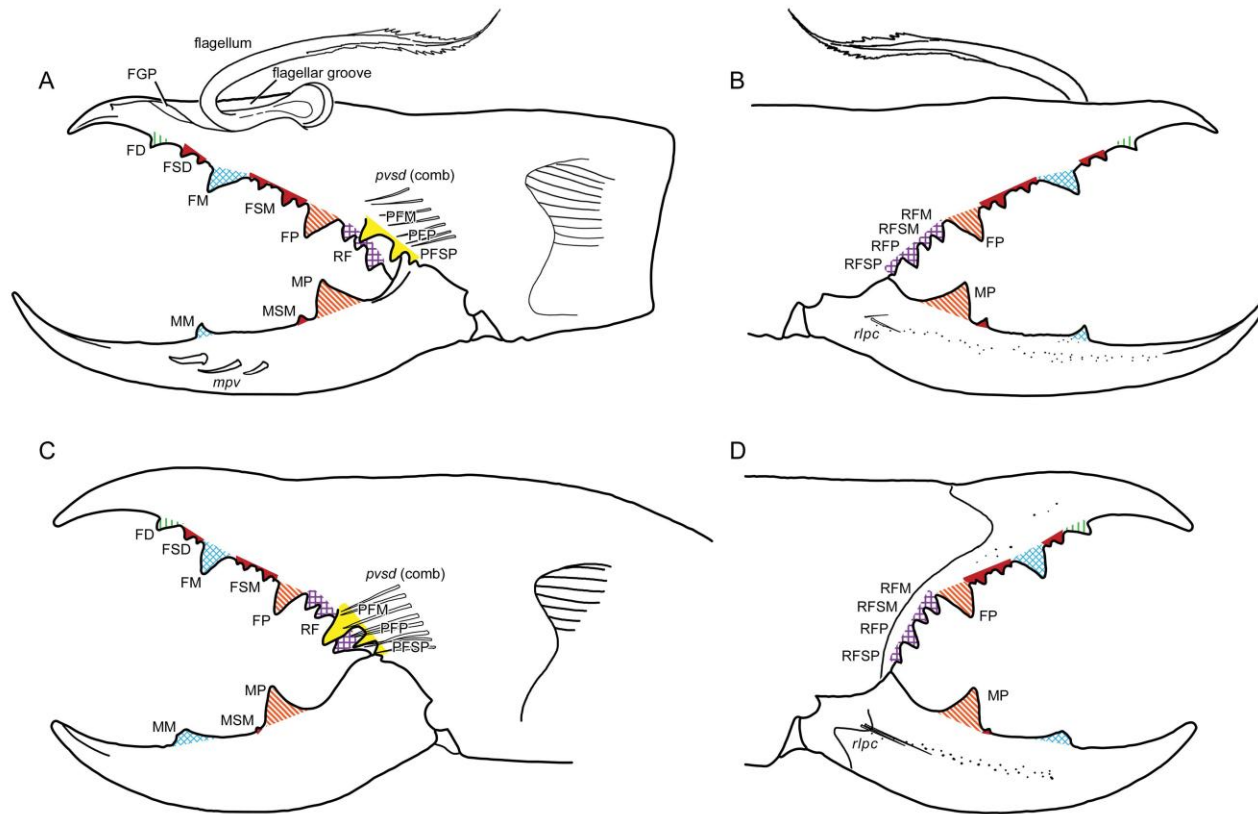 flagellum
A
FGP
flagellar groove
B
FD
FSD
FM
pvsd (comb)
FSM
PFM
FP
PFP
RF
PFSP
MP
MSM
MM
mpv
RFM
RFSM
RFP
FP
RFSP
MP
rlpc
C
D
FD
FSD
FM
FSM
pvsd (comb)
PFM
FP
PFP
RF
PFSP
MP
MSM
MM
RFM
RFSM
FP
RFP
RFSP
MP
rlpc